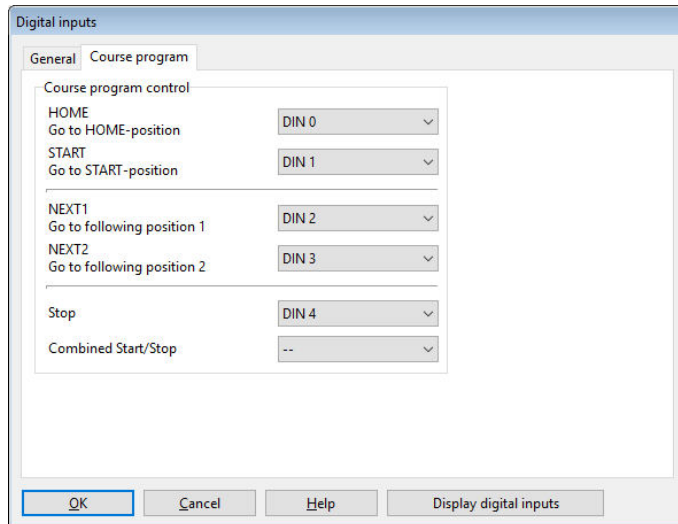 Digital inputs
General Course program
Course program control
HOME
Go to HOME-position
DIN 0
START
Go to START-position
DIN 1
NEXT1
Go to following position 1
DIN 2
NEXT2
Go to following position 2
DIN 3
Stop
DIN 4
Combined Start/Stop
--
OK Cancel Help Display digital inputs